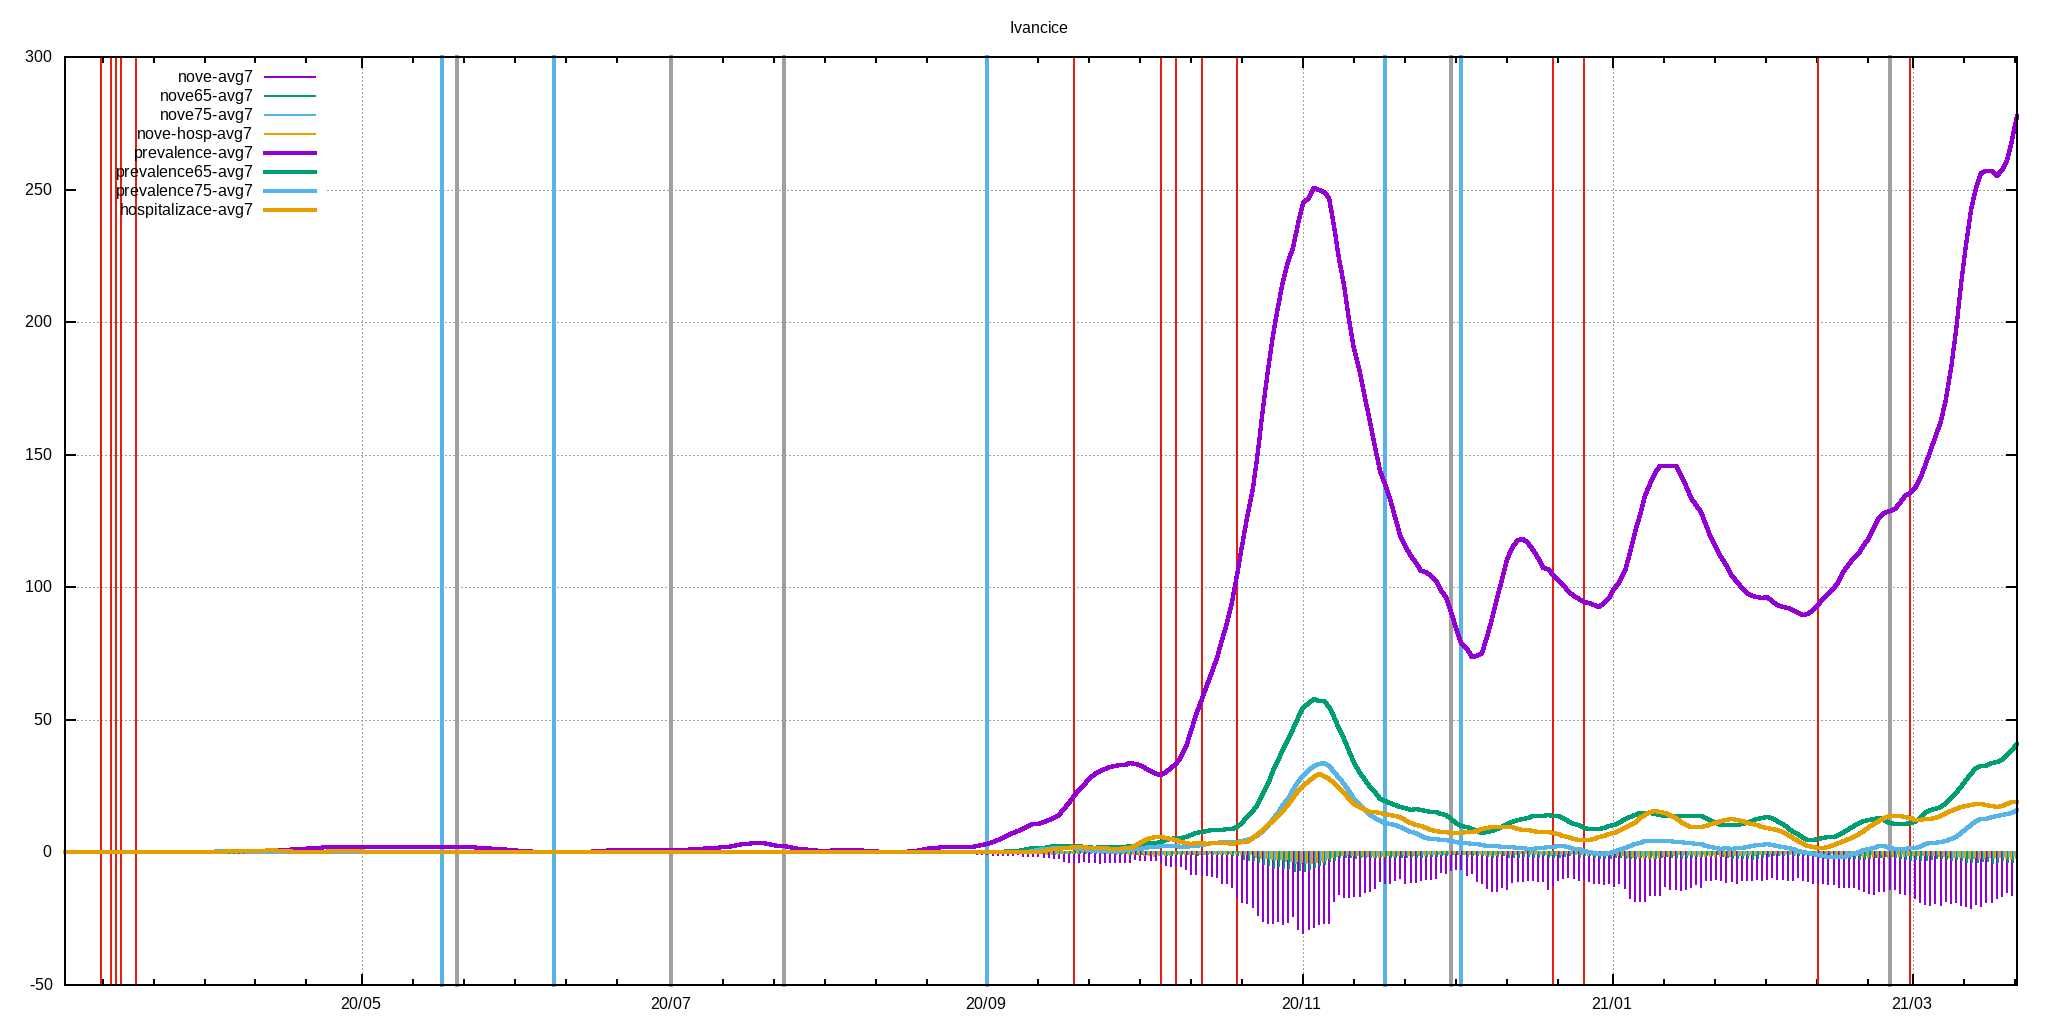 Ivancice
300
250
200
150
100
50
0
-50
nove-avg7
nove65-avg7
nove75-avg7
nove-hosp-avg7
prevalence-avg7
prevalence65-avg7
prevalence75-avg7
hospitalizace-avg7
20/05 20/07 20/09 20/11 21/01 21/03